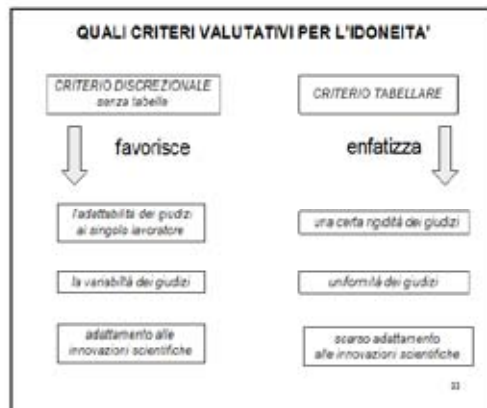 QUALI CRITERI VALUTATIVI PER L'IDONEITA'
CRITERIO DISCREZIONALE
senza tabelle
favorisce
l'adattabilità dei giudizi
al singolo lavoratore
la variabiltà dei giudizi
adattamento alle
innovazioni scientifiche
CRITERIO TABELLARE
enfatizza
una certa rigidità dei giudizi
uniformità dei giudizi
scarso adattamento
alle innovazioni scientifiche